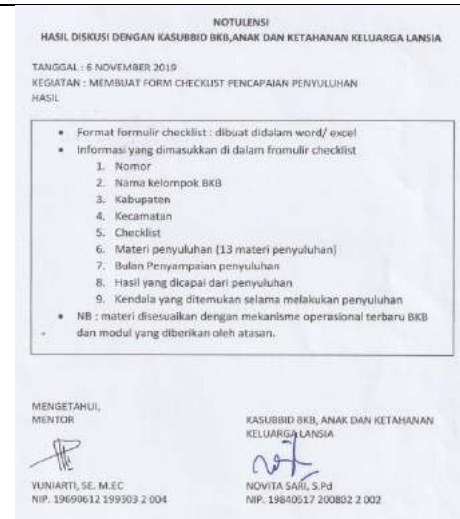 NOTULENSI
HASIL DISKUSI DENGAN KASUBBID BKB,ANAK DAN KETAHANAN KELUARGA LANSIA
TANGGAL : 6 NOVEMBER 2019
KEGIATAN : MEMBUAT FORM CHECKLIST PENCAPAIAN PENYULUHAN
HASIL
• Format formulir checklist : dibuat didalam word/ excel
• Informasi yang dimasukkan di dalam fromulir checklist
1. Nomor
2. Nama kelompok BKB
3. Kabupaten
4. Kecamatan
5. Checklist
6. Materi penyuluhan (13 materi penyuluhan)
7. Bulan Penyampaian penyuluhan
8. Hasil yang dicapai dari penyuluhan
9. Kendala yang ditemukan selama melakukan penyuluhan
• NB : materi disesuaikan dengan mekanisme operasional terbaru BKB
dan modul yang diberikan oleh atasan.
MENGETAHUI,
MENTOR
YUNIARTI, SE. M.EC
NIP. 19690612 199303 2 004
KASUBBID BKB, ANAK DAN KETAHANAN
KELUARGA LANSIA
NOVITA SARI, S.Pd
NIP. 19840517 200802 2 002